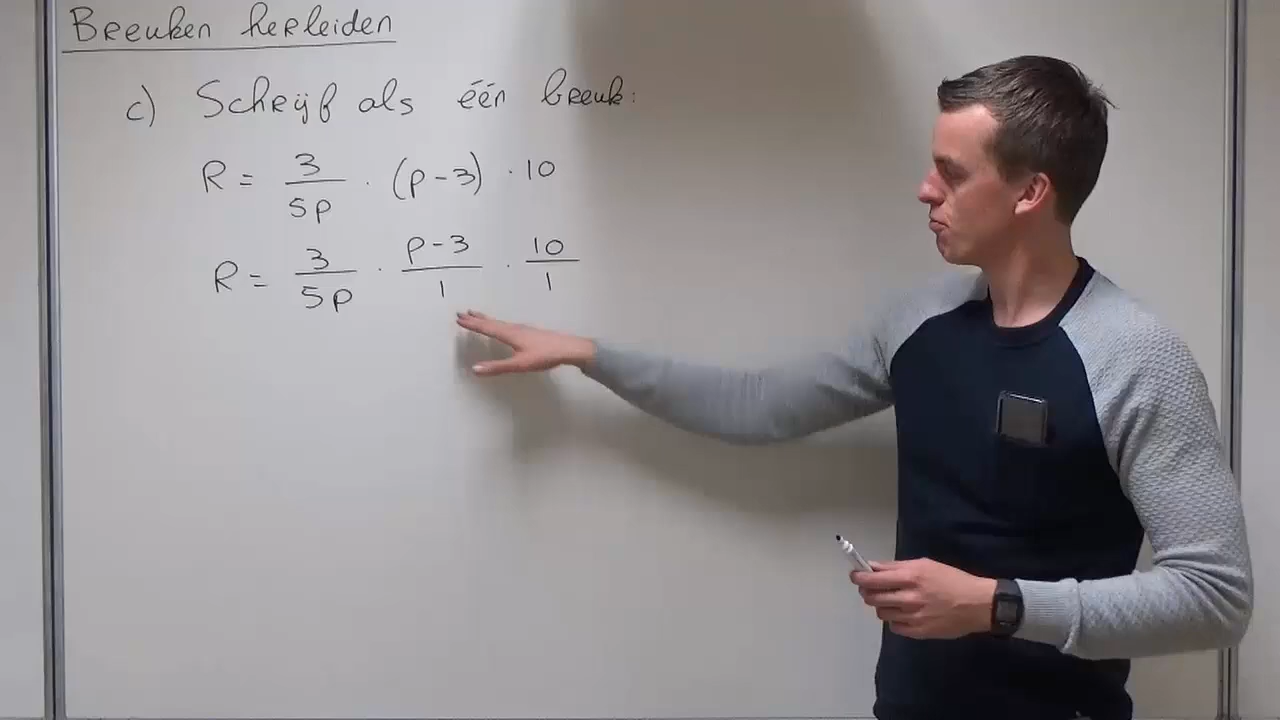 Breuken herleiden
c) Schrijf als één breuk:
R = 3/5p · (p-3) · 10
R = 3/5p · p-3/1 · 10/1